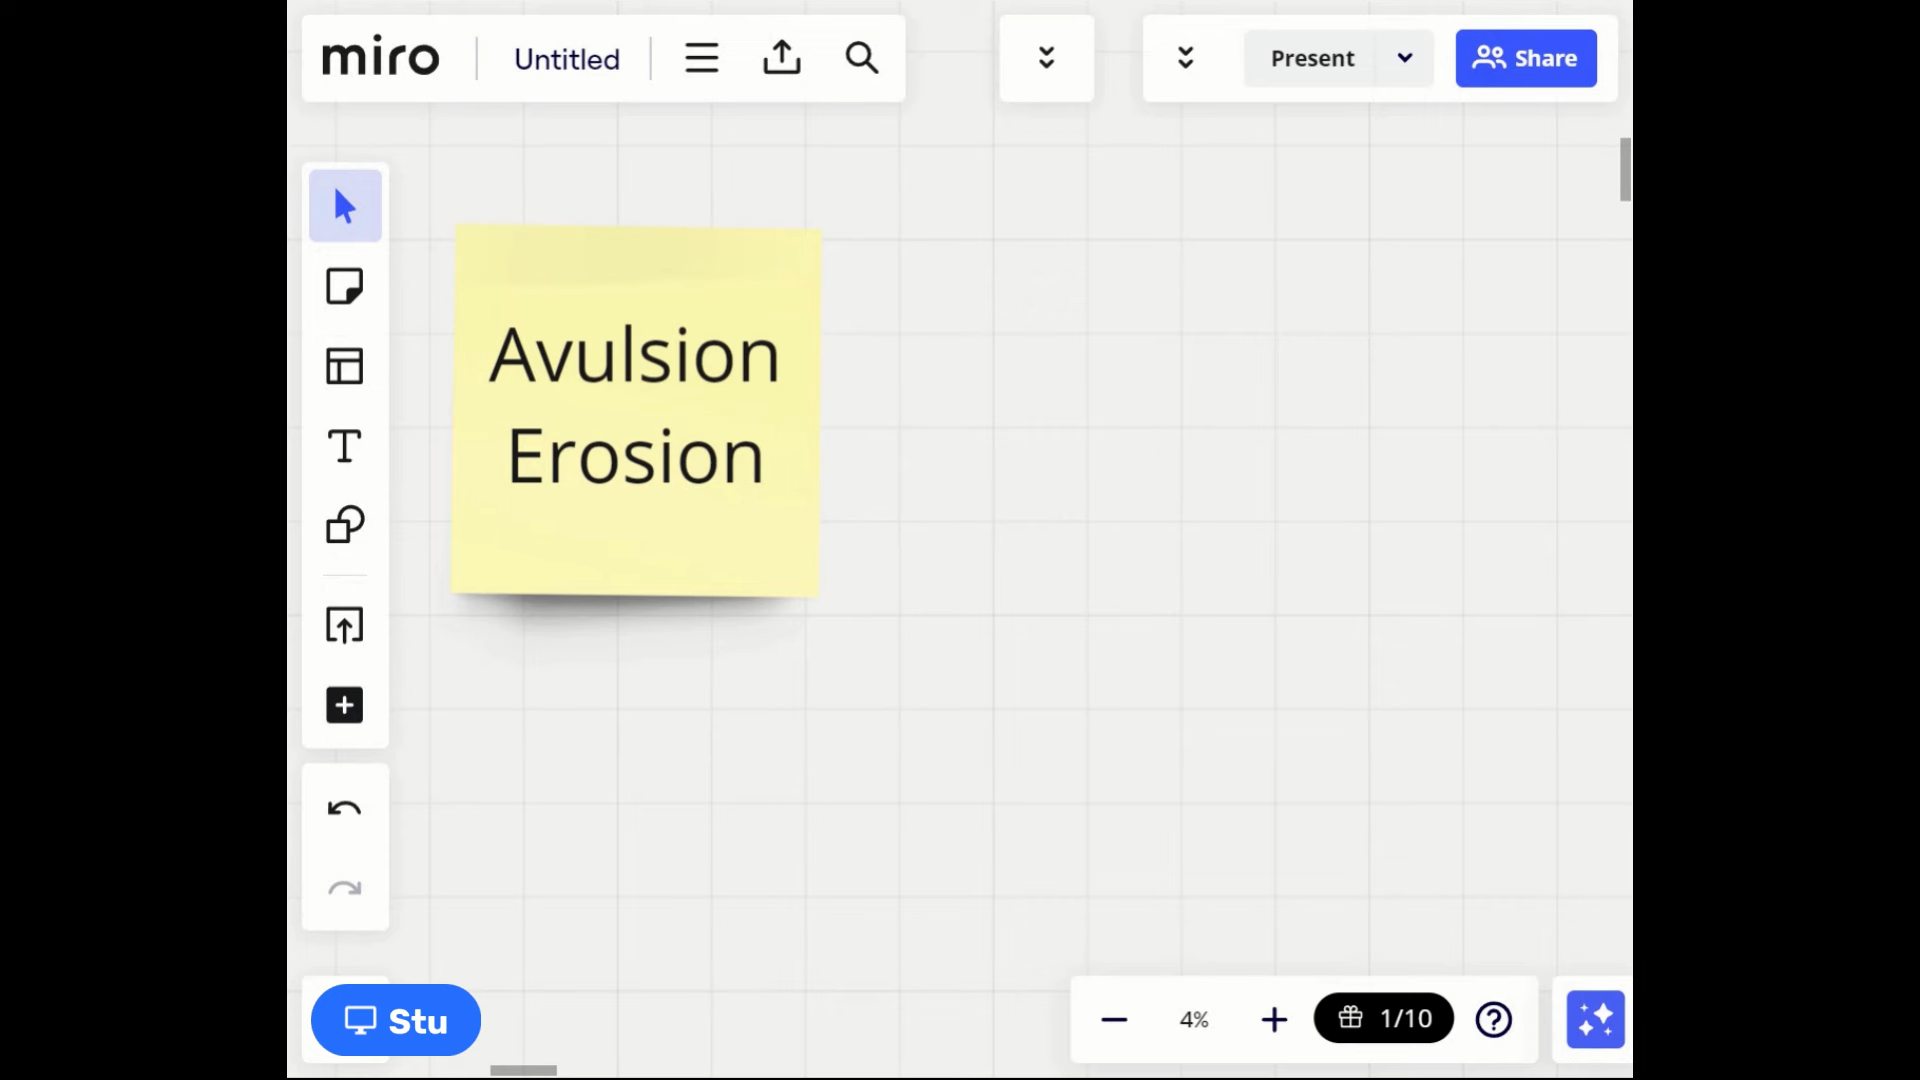 miro
Untitled
Present
Share
Avulsion
Erosion
Stu
4%
1/10